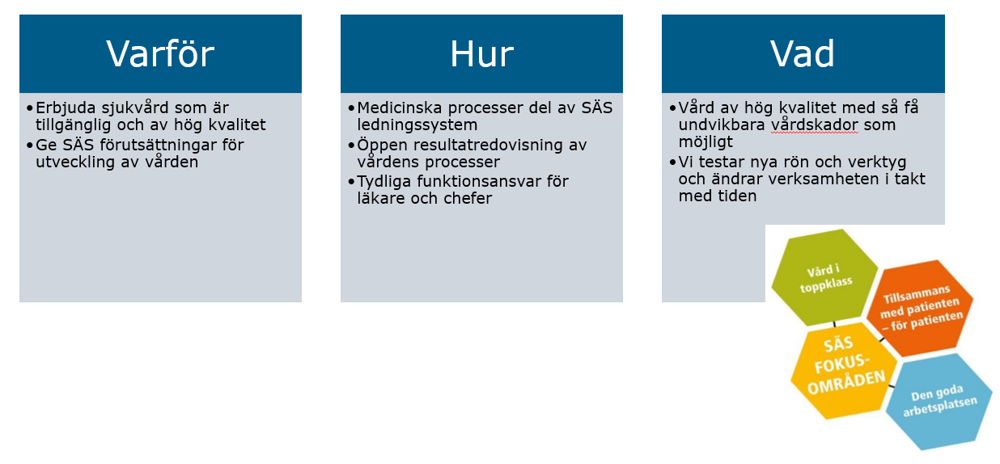 Varför
•Erbjuda sjukvård som är
tillgänglig och av hög kvalitet
•Ge SÄS förutsättningar för
utveckling av vården
Hur
•Medicinska processer del av SÄS
ledningssystem
•Öppen resultatredovisning av
vårdens processer
•Tydliga funktionsansvar för
läkare och chefer
Vad
•Vård av hög kvalitet med så få
undvikbara vårdskador som
möjligt
•Vi testar nya rön och verktyg
och ändrar verksamheten i takt
med tiden
Vård i
toppklass
Tillsammans
med patienten
– för patienten
SÄS
FOKUS-
OMRÅDEN
Den goda
arbetsplatsen